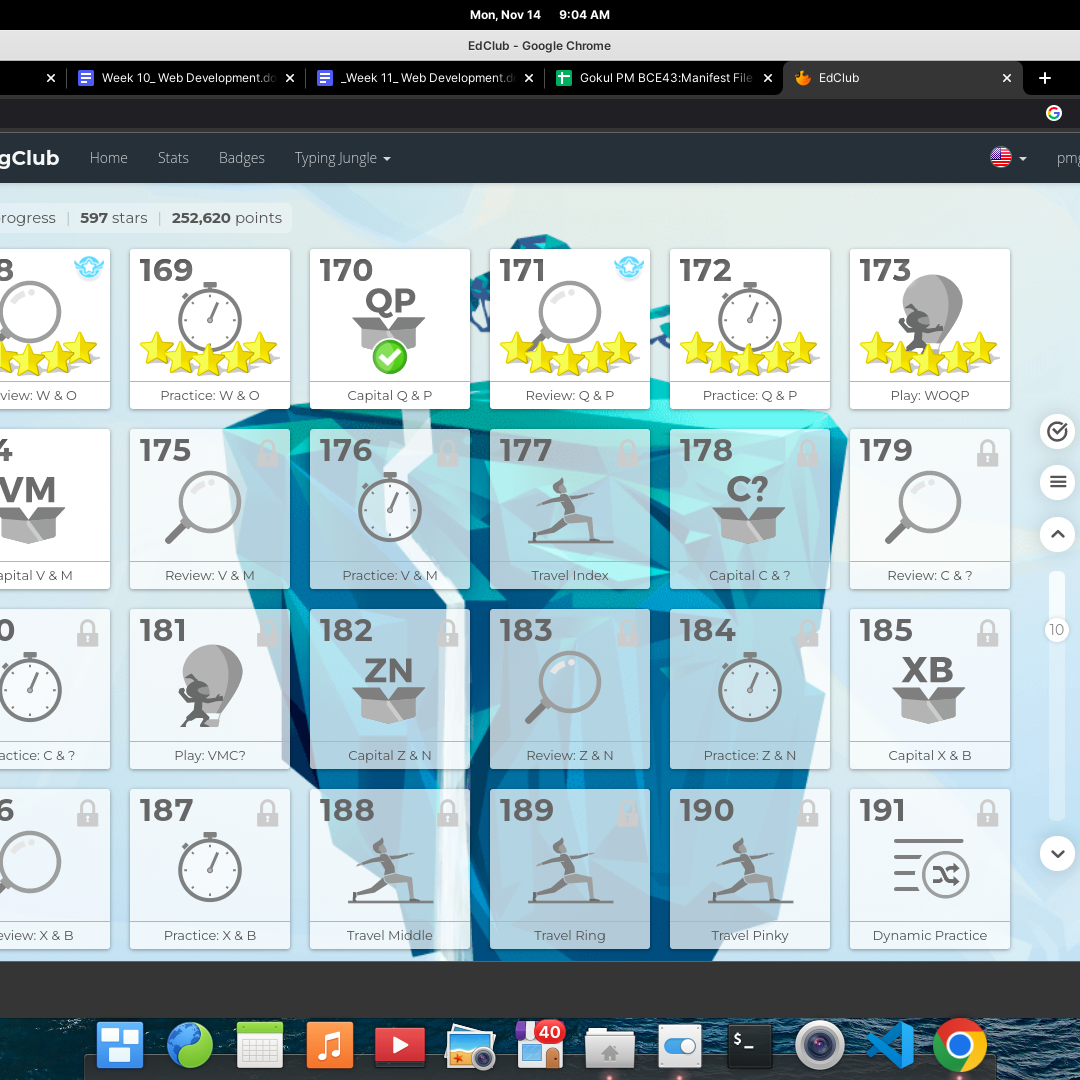 Mon, Nov 14 9:04 AM
EdClub - Google Chrome
Week 10_ Web Development.do
_Week 11_ Web Development.d
Gokul PM BCE43:Manifest File
EdClub
gClub Home Stats Badges Typing Jungle pmg
rogress | 597 stars | 252,620 points
8 169 170 171 172 173
QP
view: W & O Practice: W & O Capital Q & P Review: Q & P Practice: Q & P Play: WOQP
4 175 176 177 178 179
VM C?
apital V & M Review: V & M Practice: V & M Travel Index Capital C & ? Review: C & ?
0 181 182 183 184 185
10
ZN XB
actice: C & ? Play: VMC? Capital Z & N Review: Z & N Practice: Z & N Capital X & B
6 187 188 189 190 191
eview: X & B Practice: X & B Travel Middle Travel Ring Travel Pinky Dynamic Practice
40
$_